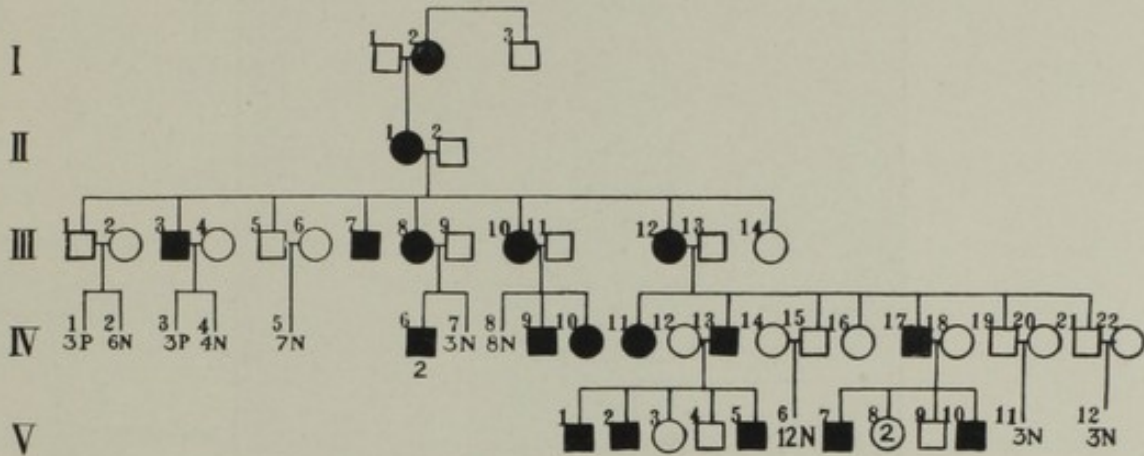 I 1 2 3
II 1 2
III 1 2 3 4 5 6 7 8 9 10 11 12 13 14
IV 1 2 3 4 5 6 7 8 9 10 11 12 13 14 15 16 17 18 19 20 21 22
3P 6N 3P 4N 7N 2 3N 8N
V 1 2 3 4 5 6 7 8 9 10 11 12
12N 2 3N 3N